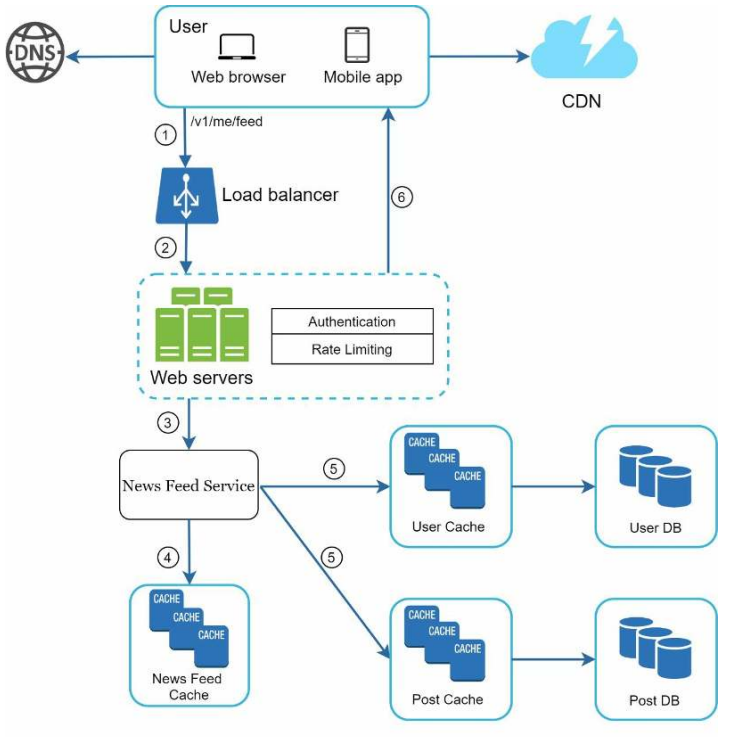 User
DNS
Web browser
Mobile app
CDN
1
/v1/me/feed
Load balancer
6
2
Authentication
Rate Limiting
Web servers
3
News Feed Service
5
CACHE
CACHE
CACHE
User Cache
User DB
4
5
CACHE
CACHE
CACHE
News Feed
Cache
CACHE
CACHE
CACHE
Post Cache
Post DB